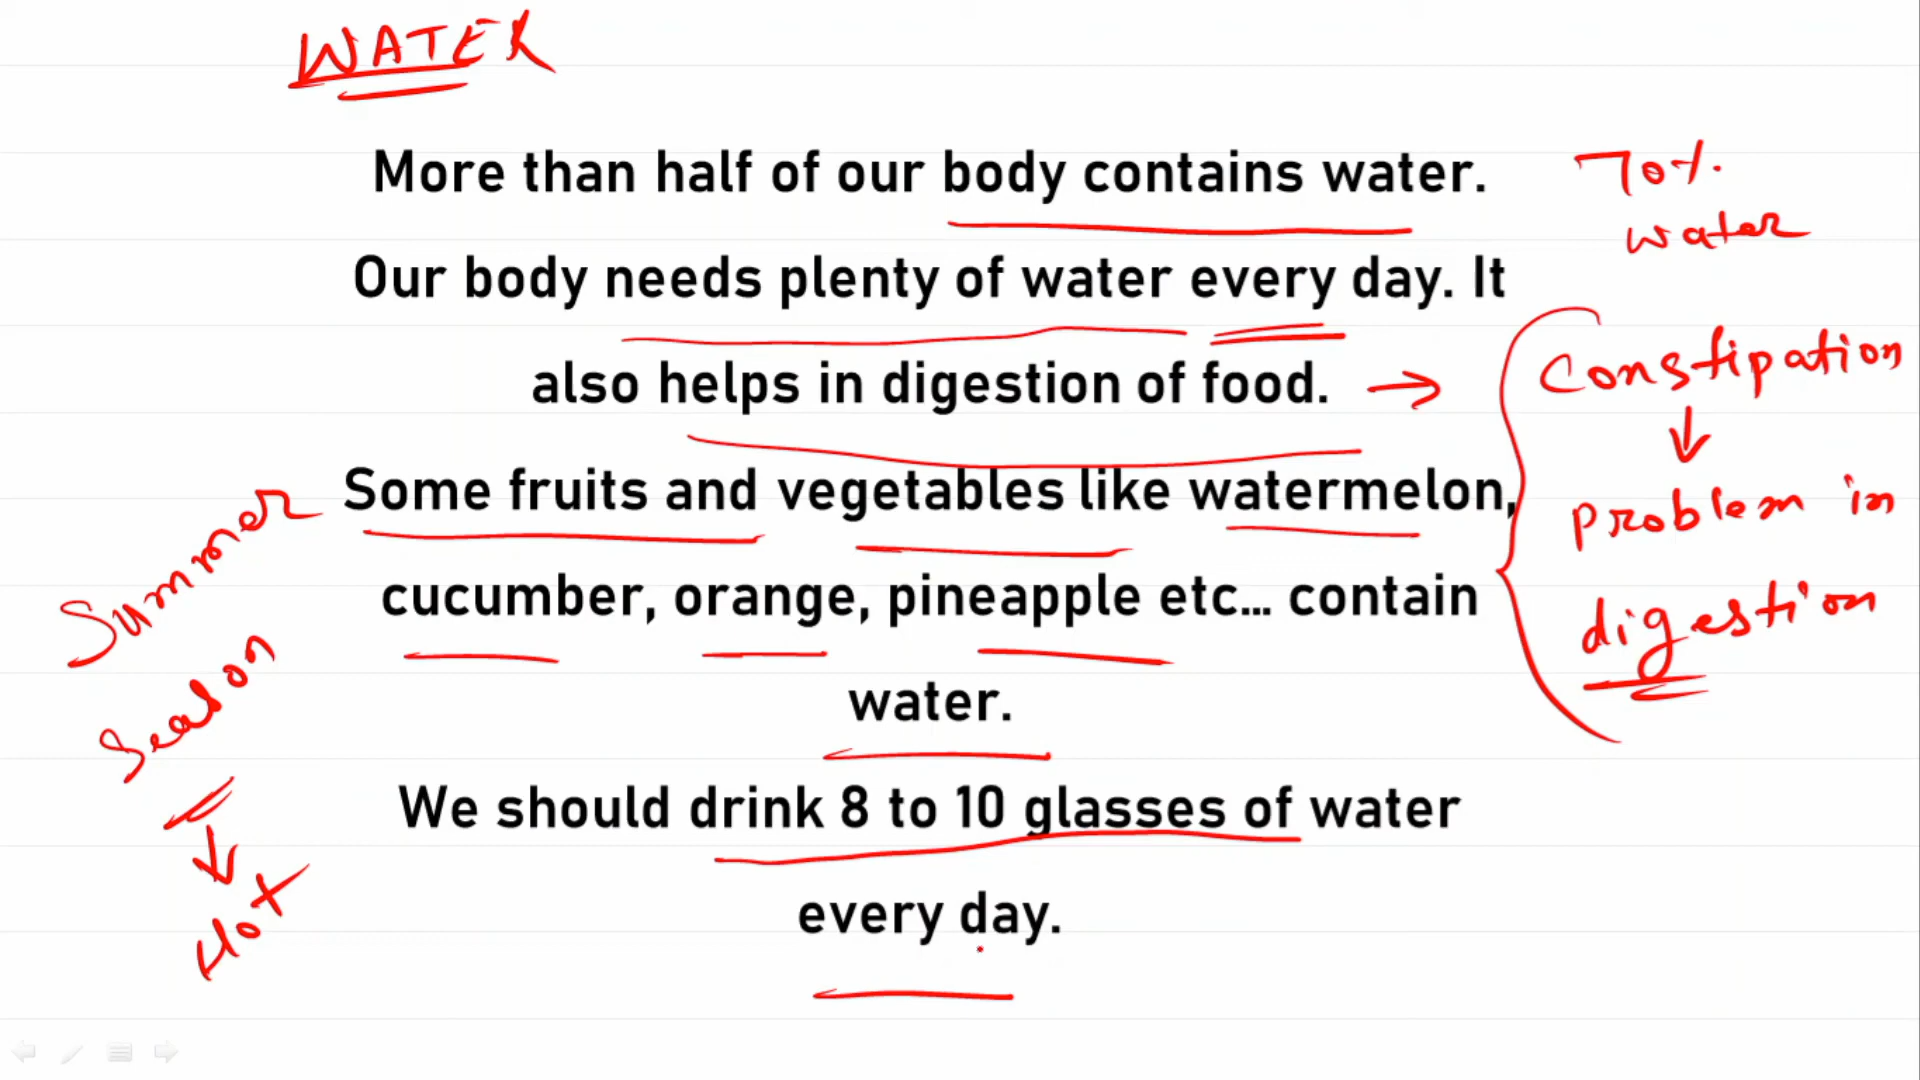 WATER
More than half of our body contains water.
70%
water
Our body needs plenty of water every day. It
also helps in digestion of food. →
Constipation
↓
Problem in
digestion
Some fruits and vegetables like watermelon,
cucumber, orange, pineapple etc... contain
water.
Summer
Season
↓
Hot
We should drink 8 to 10 glasses of water
every day.